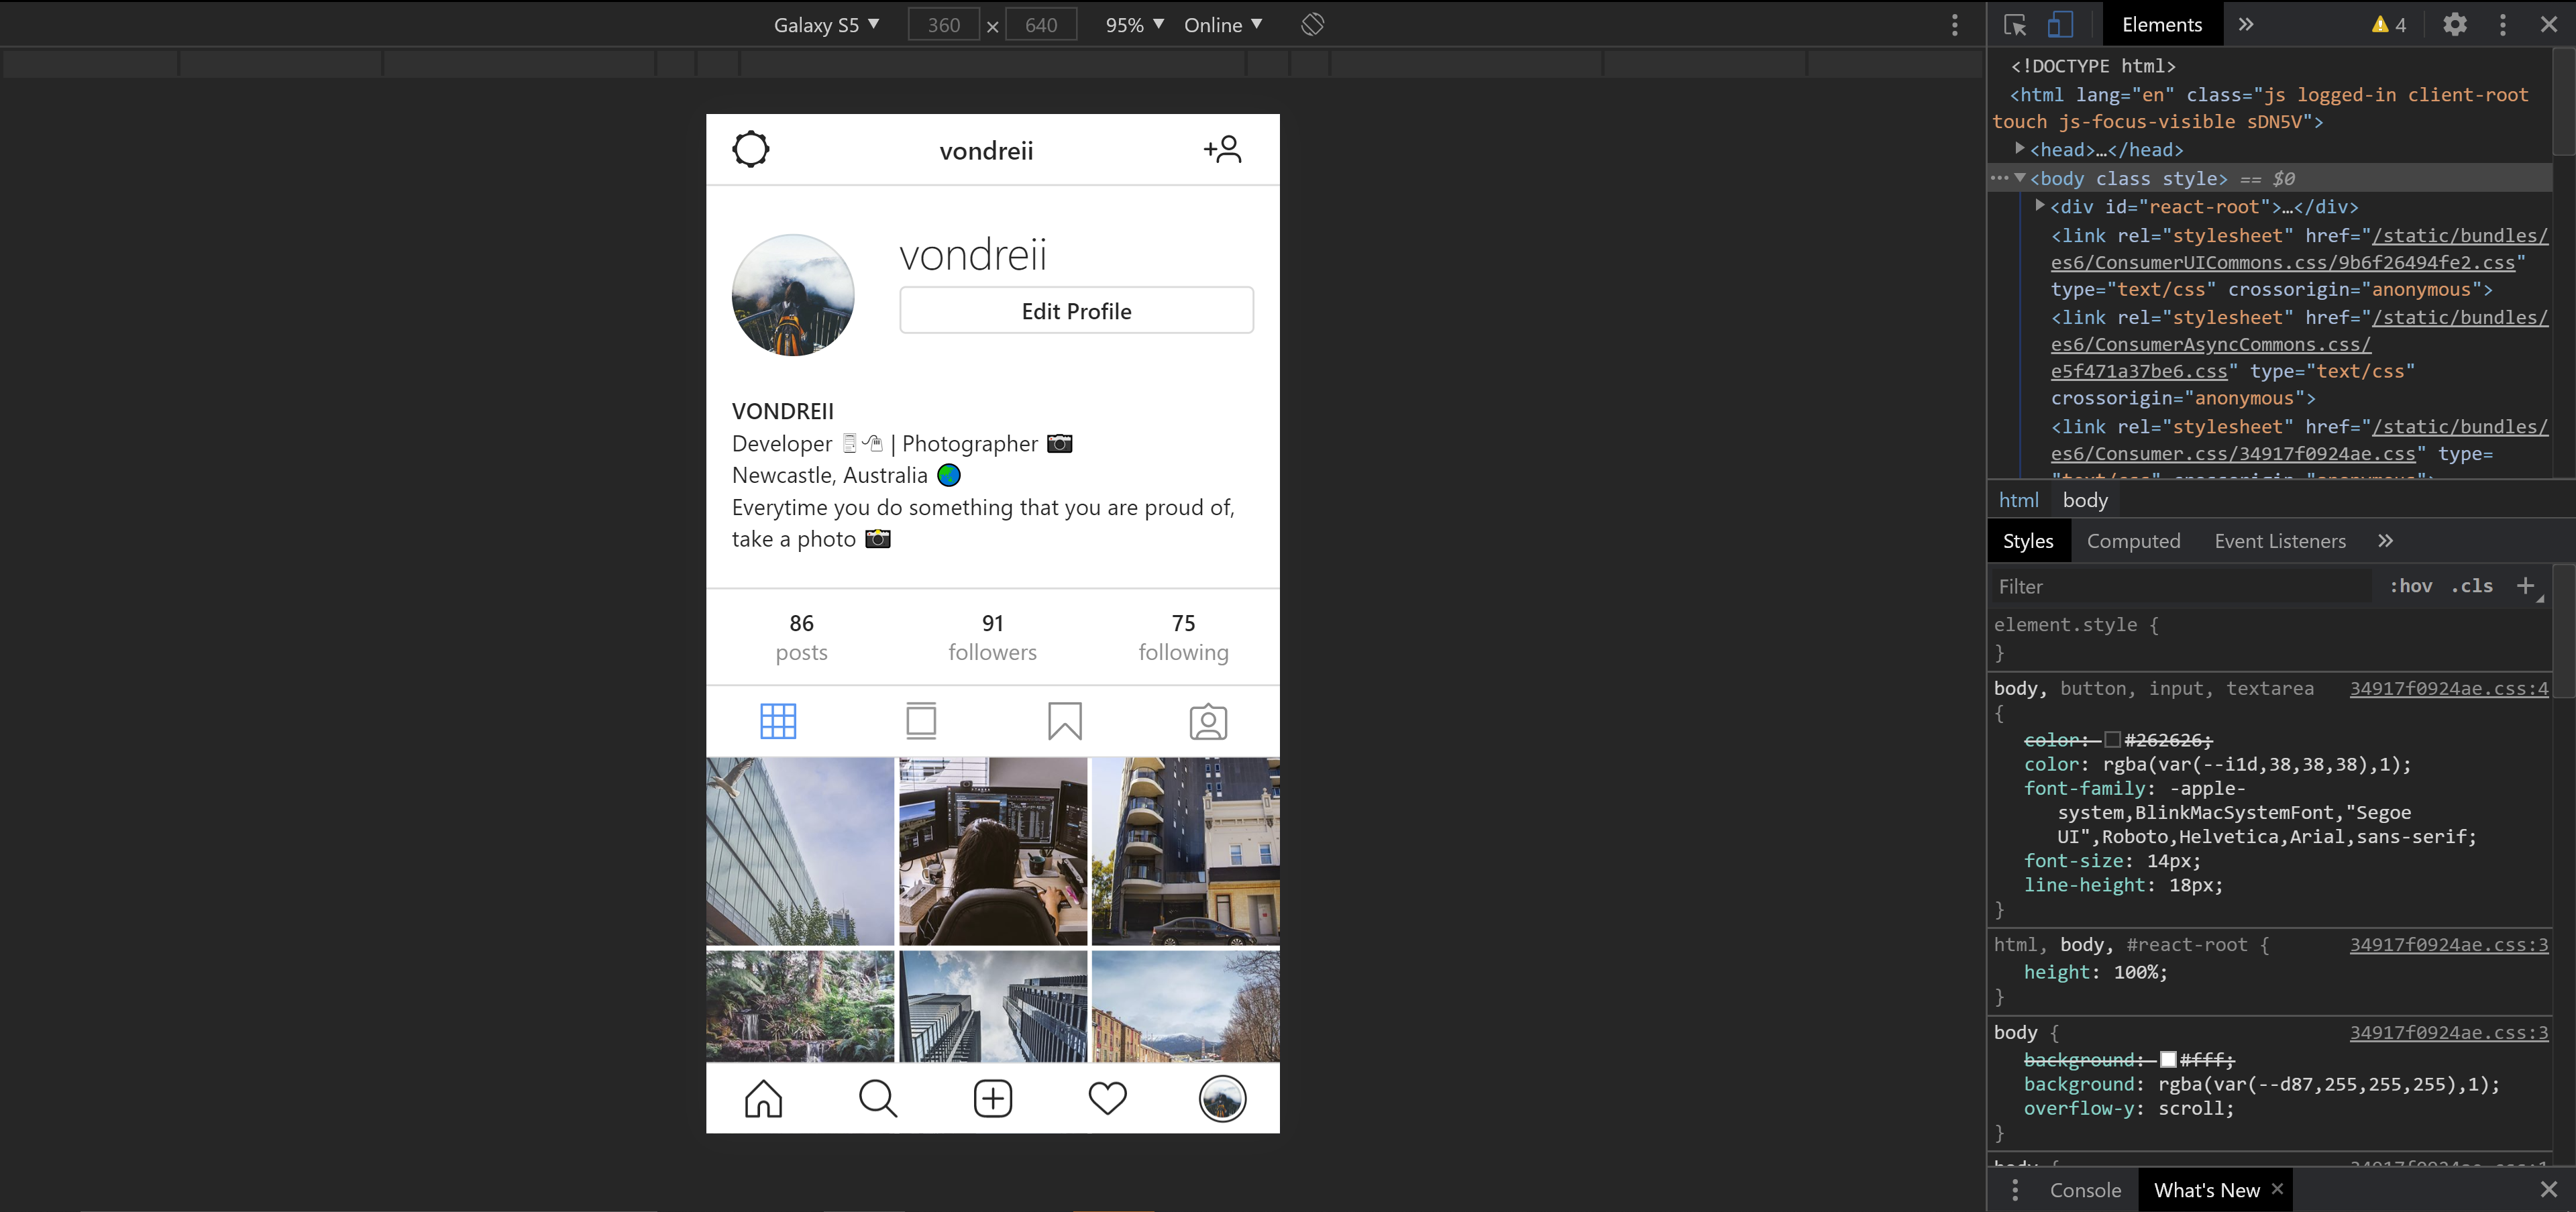 Galaxy S5 360 × 640 95% Online
vondreii
vondreii
Edit Profile
VONDREII
Developer | Photographer
Newcastle, Australia
Everytime you do something that you are proud of,
take a photo
86 91 75
posts followers following
Elements 4
<!DOCTYPE html>
<html lang="en" class="js logged-in client-root
touch js-focus-visible sDN5V">
<head>…</head>
<body class style> == $0
<div id="react-root">…</div>
<link rel="stylesheet" href="/static/bundles/
es6/ConsumerUICommons.css/9b6f26494fe2.css"
type="text/css" crossorigin="anonymous">
<link rel="stylesheet" href="/static/bundles/
es6/ConsumerAsyncCommons.css/
e5f471a37be6.css" type="text/css"
crossorigin="anonymous">
<link rel="stylesheet" href="/static/bundles/
es6/Consumer.css/34917f0924ae.css" type=
"text/css" crossorigin="anonymous">
html body
Styles Computed Event Listeners
Filter :hov .cls +
element.style {
}
body, button, input, textarea 34917f0924ae.css:4
{
color: #262626;
color: rgba(var(--i1d,38,38,38),1);
font-family: -apple-
system,BlinkMacSystemFont,"Segoe
UI",Roboto,Helvetica,Arial,sans-serif;
font-size: 14px;
line-height: 18px;
}
html, body, #react-root { 34917f0924ae.css:3
height: 100%;
}
body { 34917f0924ae.css:3
background: #fff;
background: rgba(var(--d87,255,255,255),1);
overflow-y: scroll;
}
body { 34917f0924ae.css:1
Console What's New